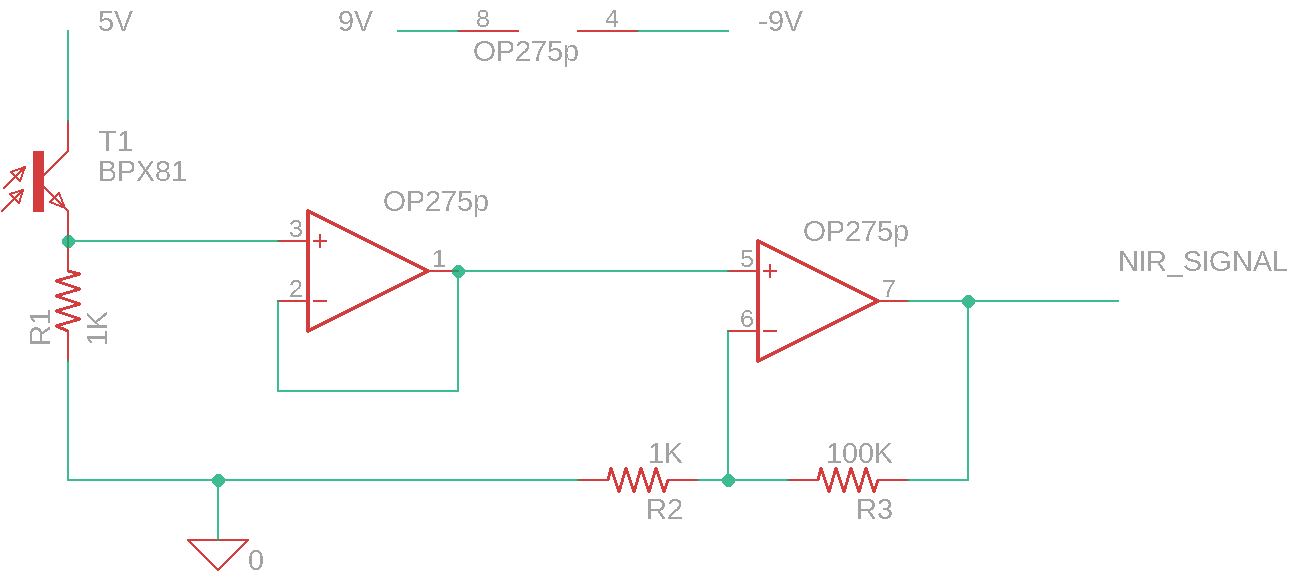 5V
9V
8
4
-9V
OP275p
T1
BPX81
OP275p
OP275p
3
+
2
−
1
5
+
6
−
7
NIR_SIGNAL
R1
1K
1K
R2
100K
R3
0